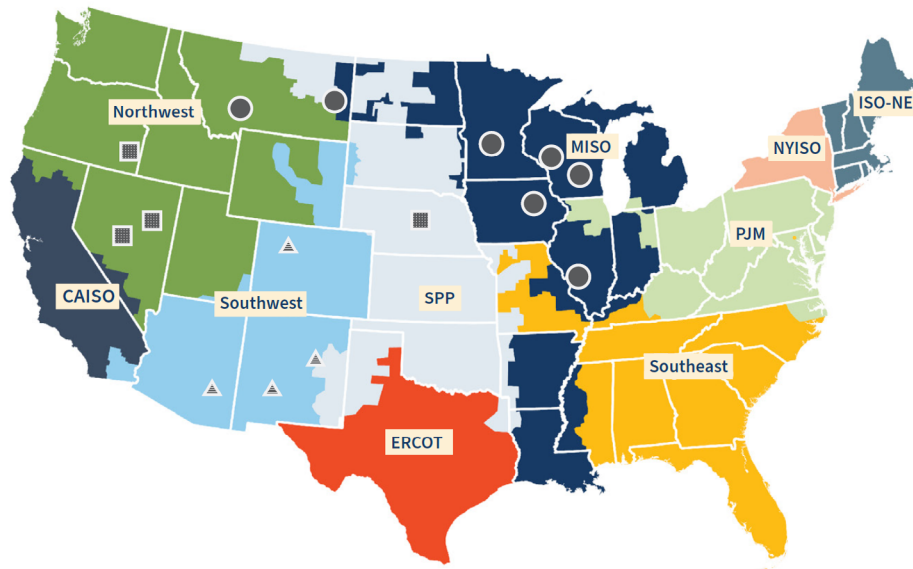 Northwest
MISO
ISO-NE
NYISO
PJM
CAISO
Southwest
SPP
Southeast
ERCOT